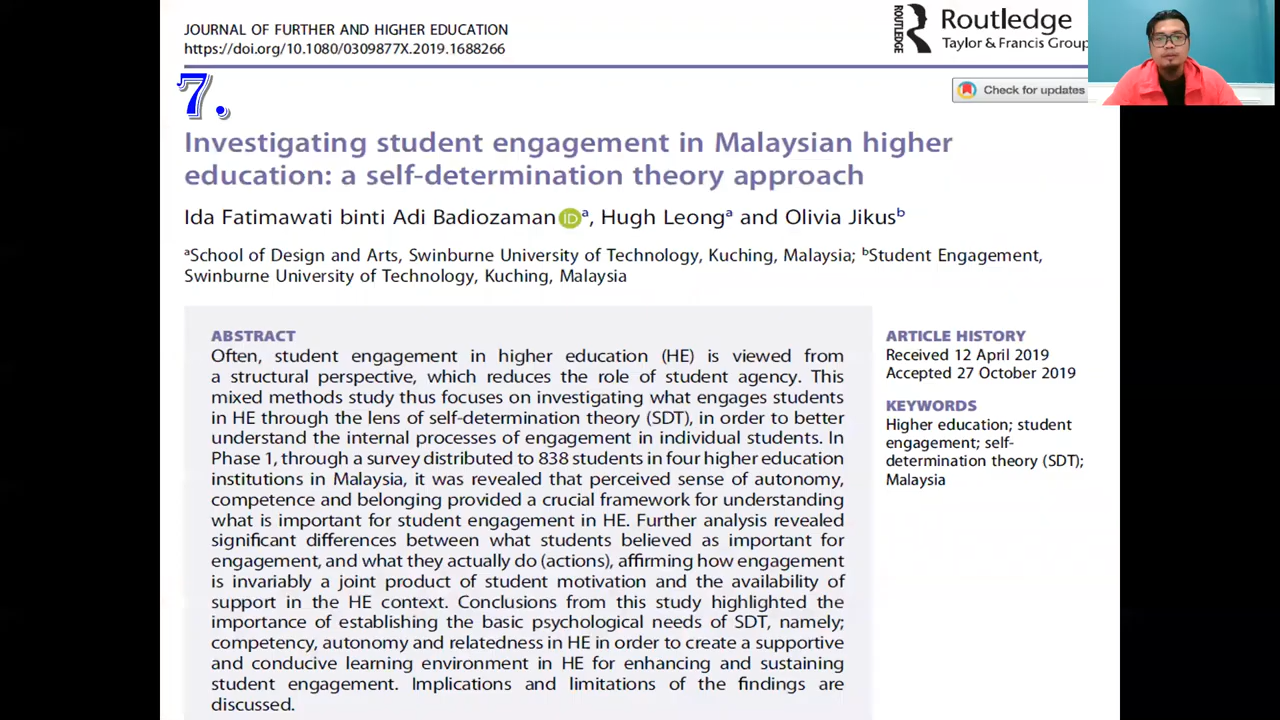 JOURNAL OF FURTHER AND HIGHER EDUCATION
https://doi.org/10.1080/0309877X.2019.1688266
ROUTLEDGE
Routledge
Taylor & Francis Group
7.
Check for updates
Investigating student engagement in Malaysian higher
education: a self-determination theory approach
Ida Fatimawati binti Adi Badiozaman iD a, Hugh Leong a and Olivia Jikus b
aSchool of Design and Arts, Swinburne University of Technology, Kuching, Malaysia; bStudent Engagement,
Swinburne University of Technology, Kuching, Malaysia
ABSTRACT
Often, student engagement in higher education (HE) is viewed from
a structural perspective, which reduces the role of student agency. This
mixed methods study thus focuses on investigating what engages students
in HE through the lens of self-determination theory (SDT), in order to better
understand the internal processes of engagement in individual students. In
Phase 1, through a survey distributed to 838 students in four higher education
institutions in Malaysia, it was revealed that perceived sense of autonomy,
competence and belonging provided a crucial framework for understanding
what is important for student engagement in HE. Further analysis revealed
significant differences between what students believed as important for
engagement, and what they actually do (actions), affirming how engagement
is invariably a joint product of student motivation and the availability of
support in the HE context. Conclusions from this study highlighted the
importance of establishing the basic psychological needs of SDT, namely;
competency, autonomy and relatedness in HE in order to create a supportive
and conducive learning environment in HE for enhancing and sustaining
student engagement. Implications and limitations of the findings are
discussed.
ARTICLE HISTORY
Received 12 April 2019
Accepted 27 October 2019
KEYWORDS
Higher education; student
engagement; self-
determination theory (SDT);
Malaysia